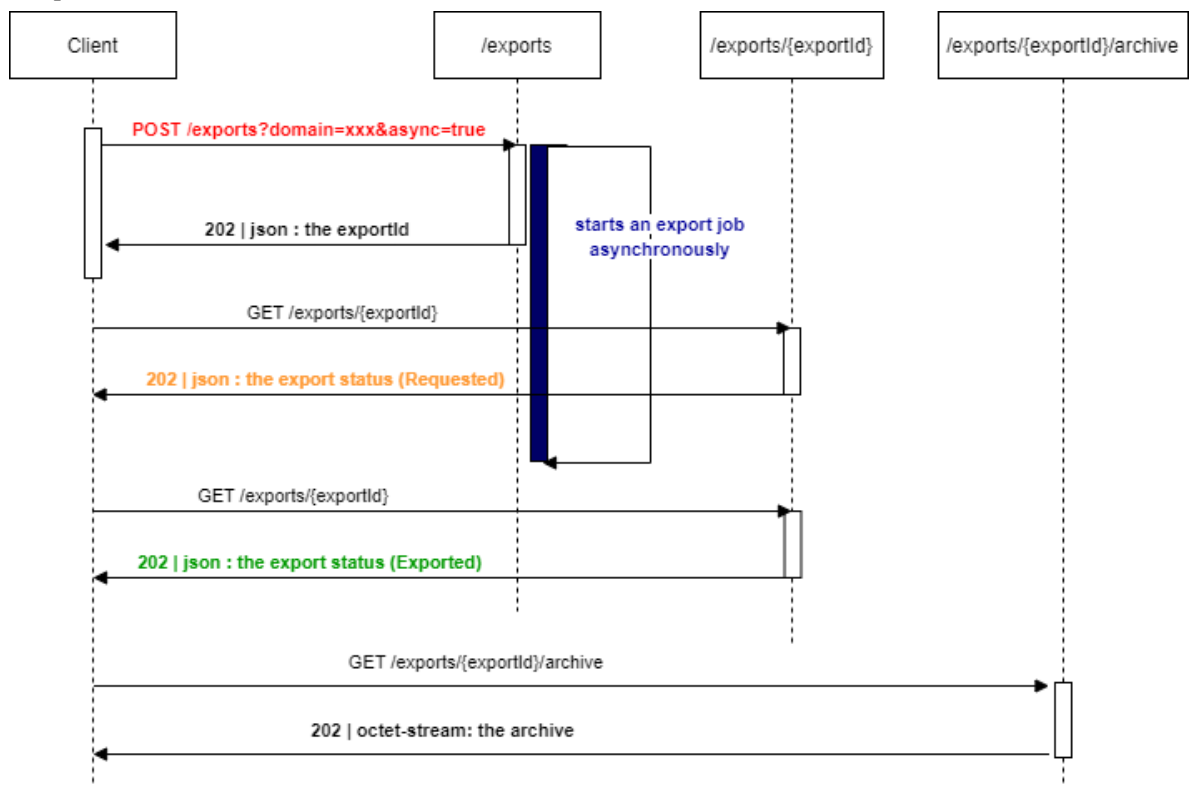 Client
/exports
/exports/{exportId}
/exports/{exportId}/archive
POST /exports?domain=xxx&async=true
202 | json : the exportId
starts an export job
asynchronously
GET /exports/{exportId}
202 | json : the export status (Requested)
GET /exports/{exportId}
202 | json : the export status (Exported)
GET /exports/{exportId}/archive
202 | octet-stream: the archive